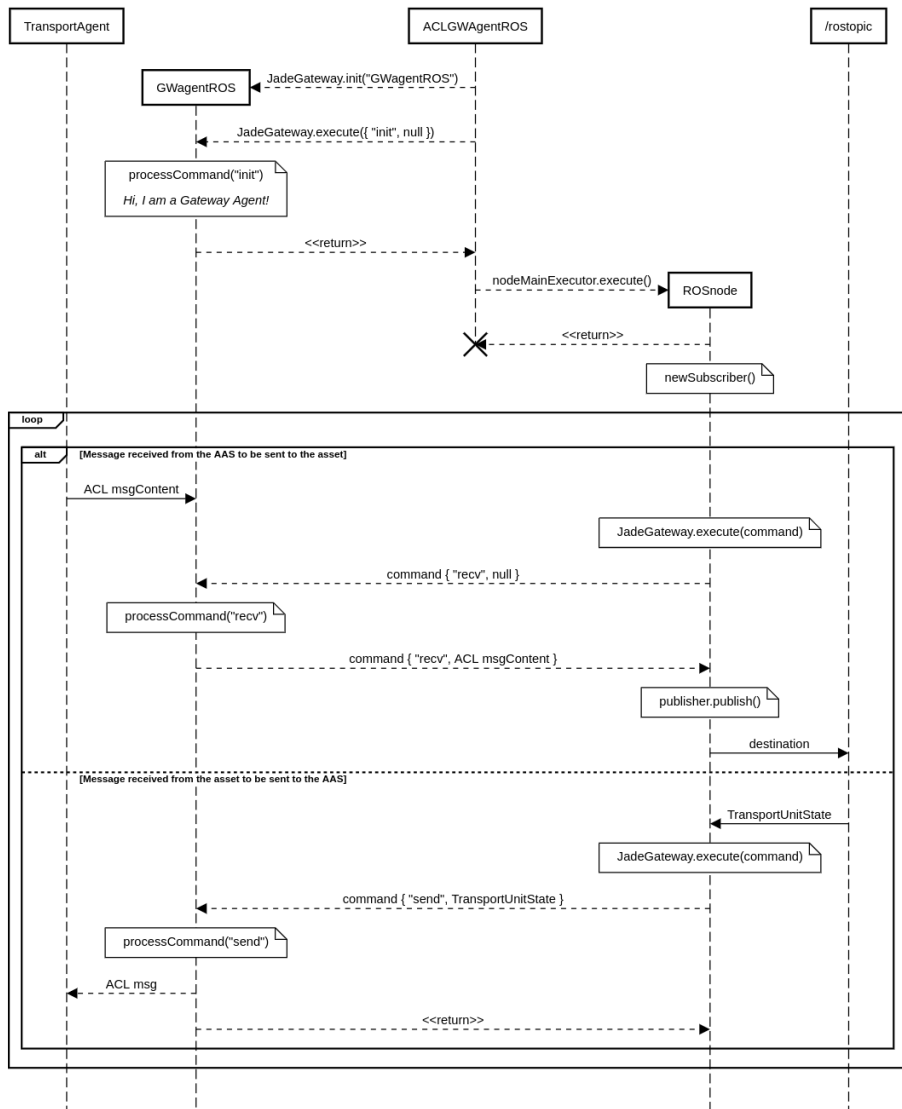 TransportAgent
ACLGWAgentROS
/rostopic
GWagentROS
JadeGateway.init("GWagentROS")
JadeGateway.execute({ "init", null })
processCommand("init")
Hi, I am a Gateway Agent!
<<return>>
nodeMainExecutor.execute()
ROSnode
<<return>>
newSubscriber()
loop
alt
[Message received from the AAS to be sent to the asset]
ACL msgContent
JadeGateway.execute(command)
command { "recv", null }
processCommand("recv")
command { "recv", ACL msgContent }
publisher.publish()
destination
[Message received from the asset to be sent to the AAS]
TransportUnitState
JadeGateway.execute(command)
command { "send", TransportUnitState }
processCommand("send")
ACL msg
<<return>>